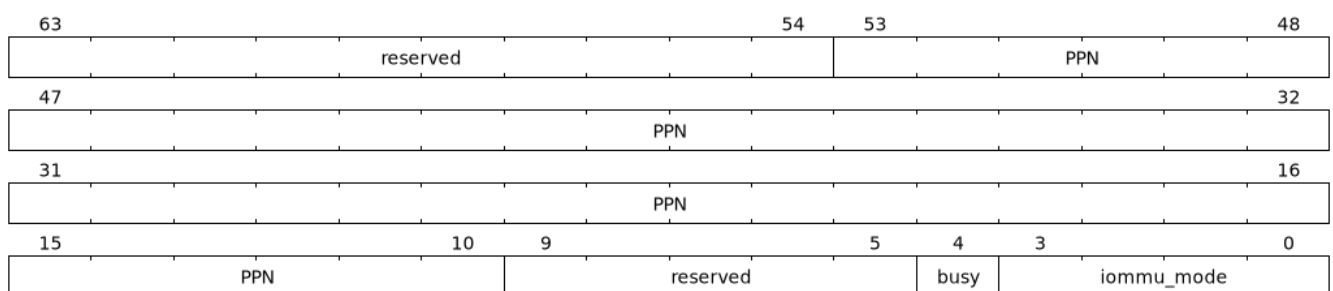 63 54 53 48
reserved PPN
47 32
PPN
31 16
PPN
15 10 9 5 4 3 0
PPN reserved busy iommu_mode